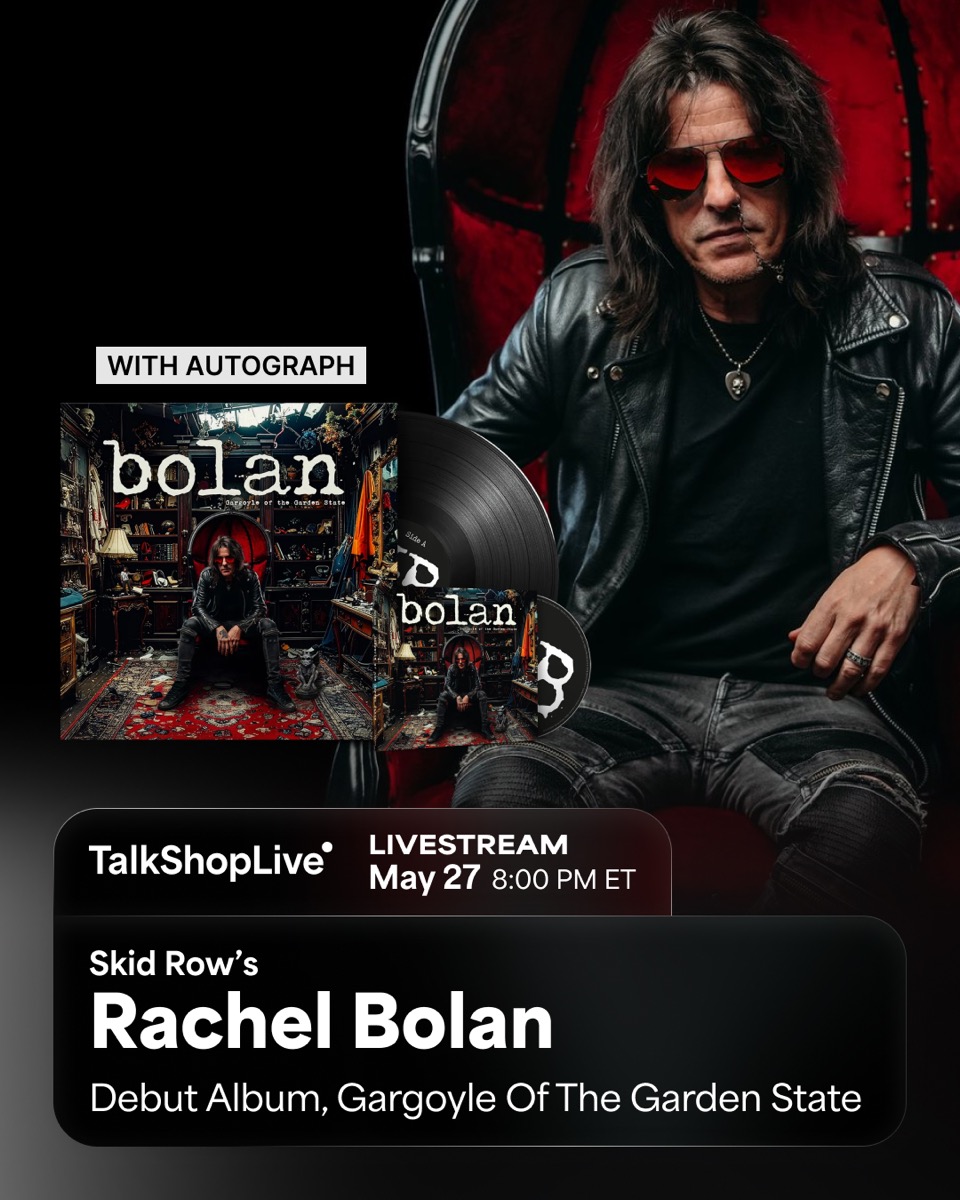 WITH AUTOGRAPH
bolan
Gargoyle of the Garden State
Side A
bolan
TalkShopLive
LIVESTREAM
May 27 8:00 PM ET
Skid Row’s
Rachel Bolan
Debut Album, Gargoyle Of The Garden State